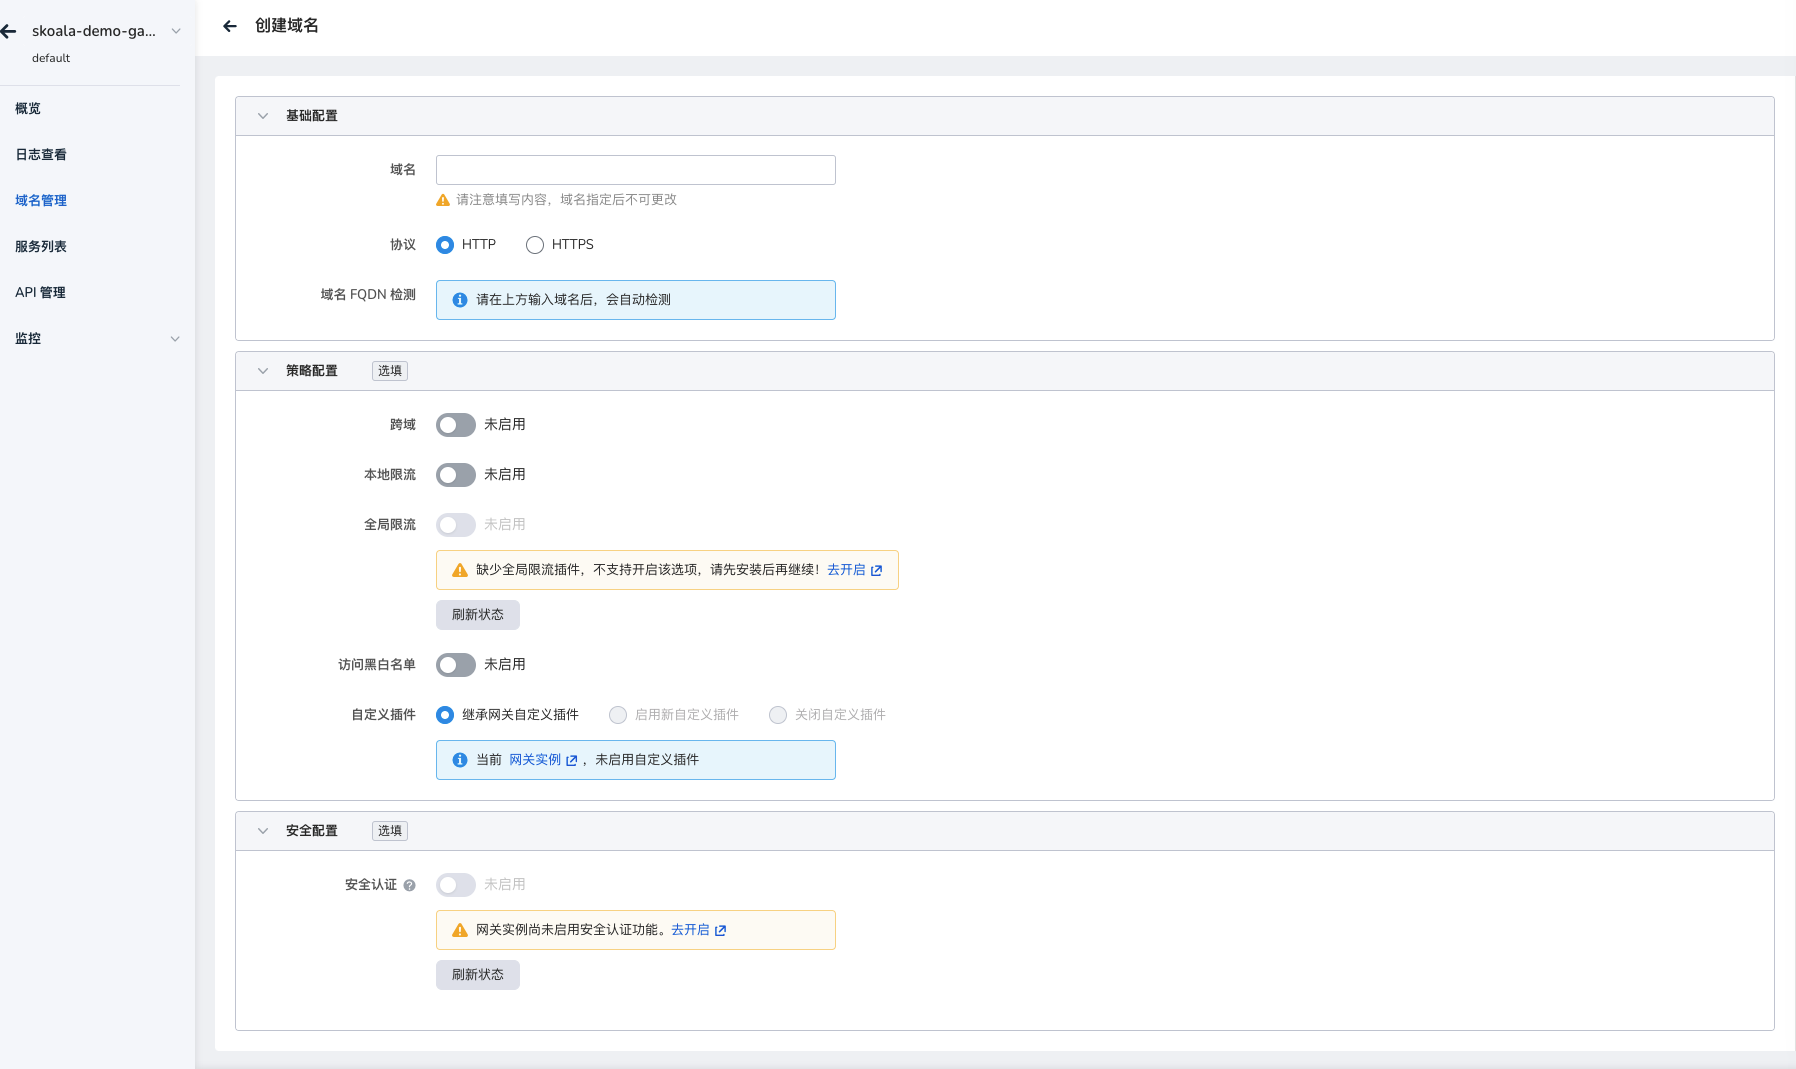 skoala-demo-ga...
default
概览
日志查看
域名管理
服务列表
API 管理
监控
创建域名
基础配置
域名
请注意填写内容，域名指定后不可更改
协议 HTTP HTTPS
域名 FQDN 检测 请在上方输入域名后，会自动检测
策略配置 选填
跨域 未启用
本地限流 未启用
全局限流 未启用
缺少全局限流插件，不支持开启该选项，请先安装后再继续！去开启
刷新状态
访问黑白名单 未启用
自定义插件 继承网关自定义插件 启用新自定义插件 关闭自定义插件
当前 网关实例 ，未启用自定义插件
安全配置 选填
安全认证 未启用
网关实例尚未启用安全认证功能。去开启
刷新状态